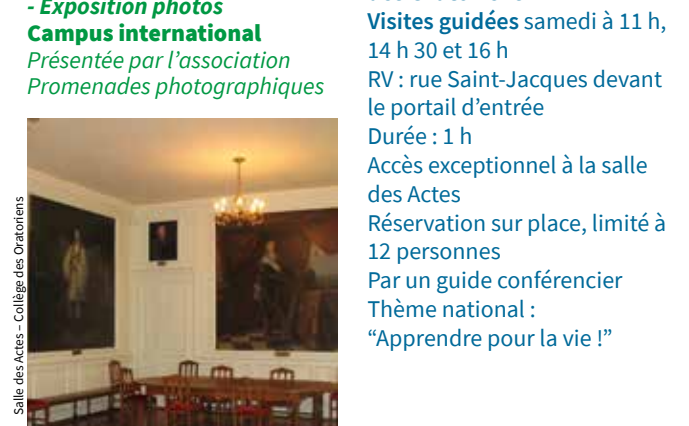 - Exposition photos
Campus international
Présentée par l’association
Promenades photographiques
Salle des Actes – Collège des Oratoriens
Visites guidées samedi à 11 h,
14 h 30 et 16 h
RV : rue Saint-Jacques devant
le portail d’entrée
Durée : 1 h
Accès exceptionnel à la salle
des Actes
Réservation sur place, limité à
12 personnes
Par un guide conférencier
Thème national :
“Apprendre pour la vie !”